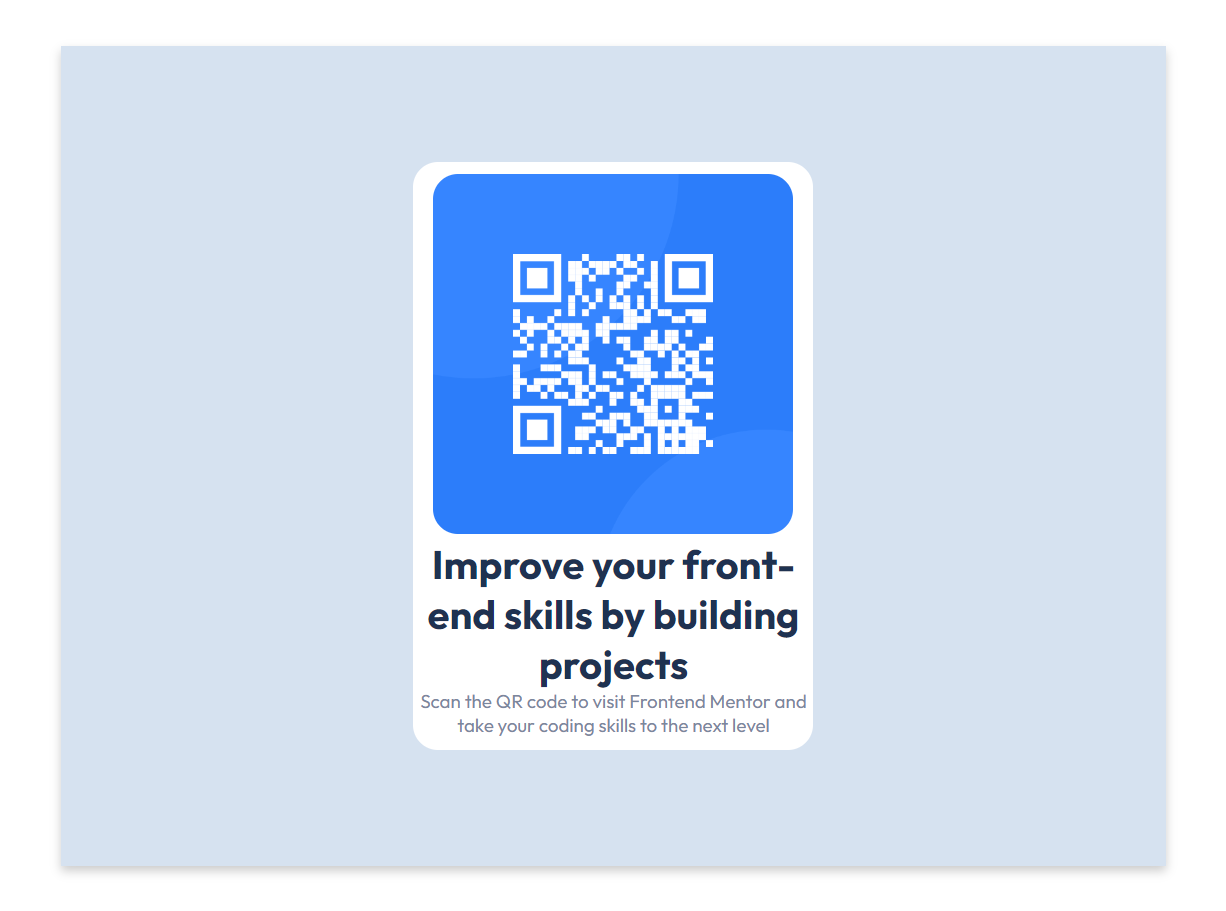 Improve your front-
end skills by building
projects
Scan the QR code to visit Frontend Mentor and
take your coding skills to the next level